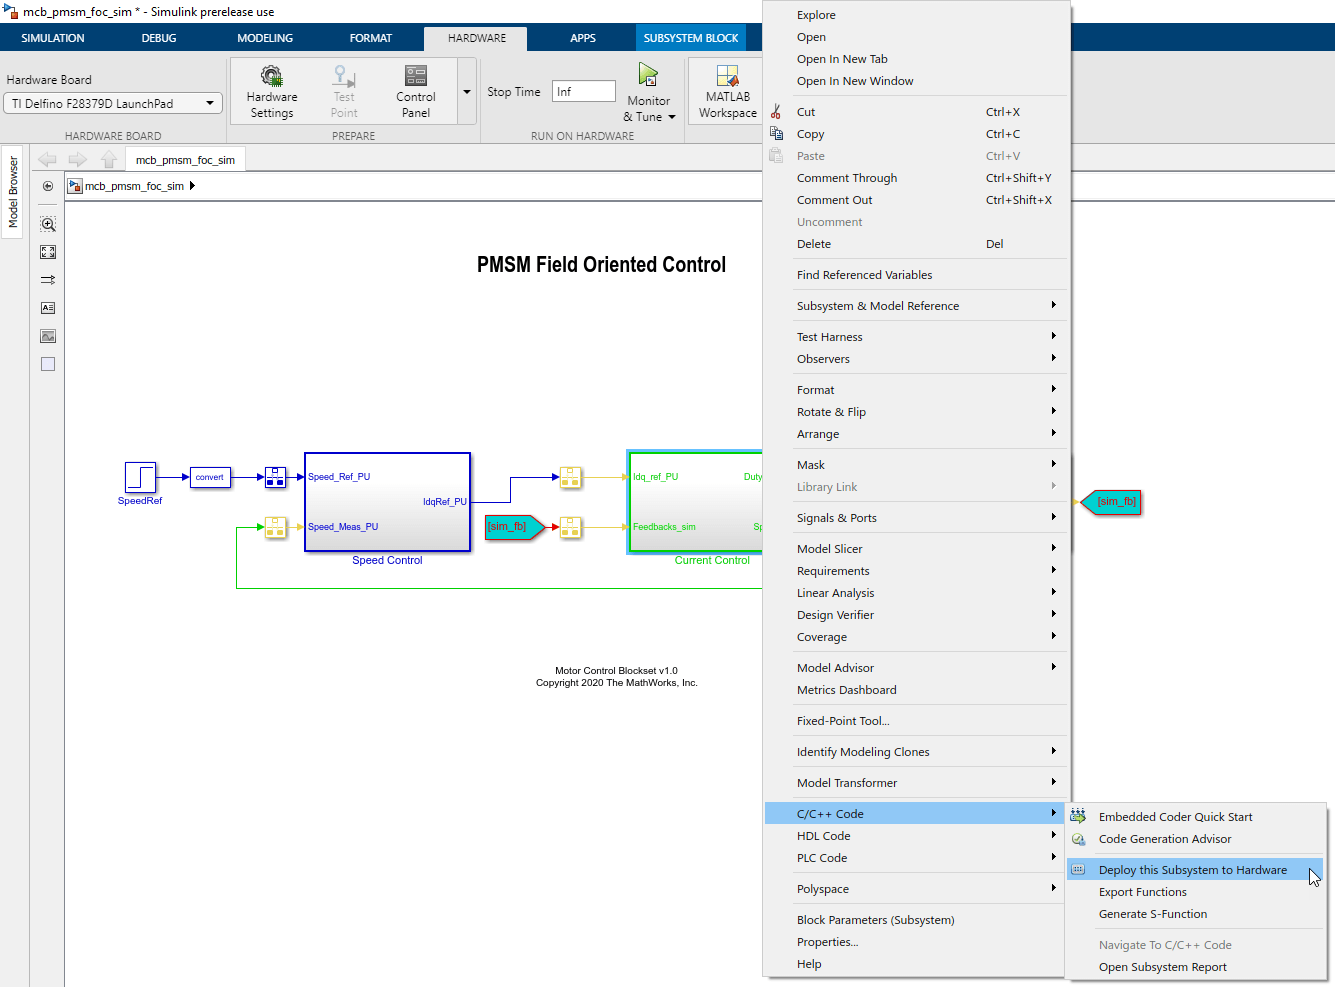 mcb_pmsm_foc_sim * - Simulink prerelease use
SIMULATION DEBUG MODELING FORMAT HARDWARE APPS SUBSYSTEM BLOCK
Hardware Board
TI Delfino F28379D LaunchPad
HARDWARE BOARD
Hardware Settings
Test Point
Control Panel
PREPARE
Stop Time Inf
Monitor & Tune
RUN ON HARDWARE
MATLAB Workspace
Model Browser
mcb_pmsm_foc_sim
mcb_pmsm_foc_sim
PMSM Field Oriented Control
SpeedRef
convert
Speed_Ref_PU
IdqRef_PU
Speed_Meas_PU
Speed Control
[sim_fb]
Idq_ref_PU
Duty
Feedbacks_sim
Sp
Current Control
[sim_fb]
Motor Control Blockset v1.0
Copyright 2020 The MathWorks, Inc.
Explore
Open
Open In New Tab
Open In New Window
Cut Ctrl+X
Copy Ctrl+C
Paste Ctrl+V
Comment Through Ctrl+Shift+Y
Comment Out Ctrl+Shift+X
Uncomment
Delete Del
Find Referenced Variables
Subsystem & Model Reference
Test Harness
Observers
Format
Rotate & Flip
Arrange
Mask
Library Link
Signals & Ports
Model Slicer
Requirements
Linear Analysis
Design Verifier
Coverage
Model Advisor
Metrics Dashboard
Fixed-Point Tool...
Identify Modeling Clones
Model Transformer
C/C++ Code
HDL Code
PLC Code
Polyspace
Block Parameters (Subsystem)
Properties...
Help
Embedded Coder Quick Start
Code Generation Advisor
Deploy this Subsystem to Hardware
Export Functions
Generate S-Function
Navigate To C/C++ Code
Open Subsystem Report